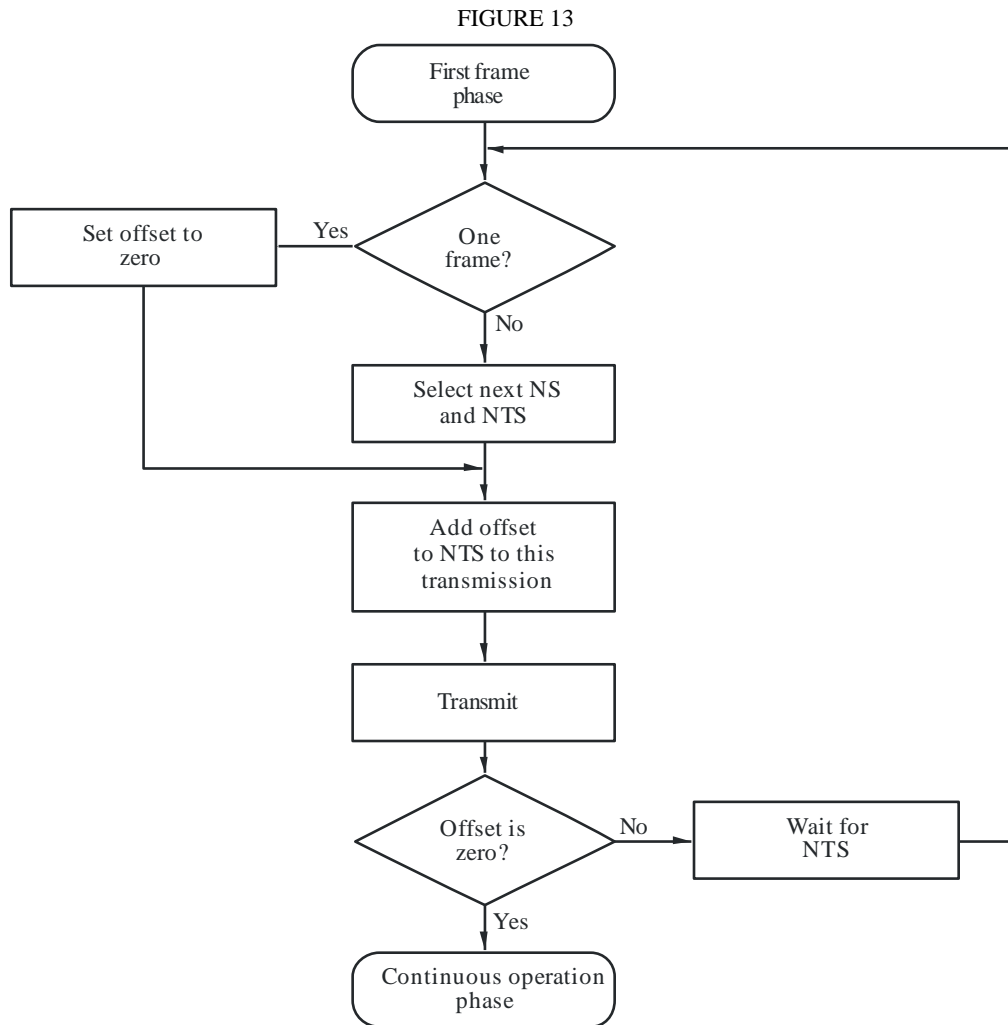 FIGURE 13
First frame
phase
One
frame?
Yes
Set offset to
zero
No
Select next NS
and NTS
Add offset
to NTS to this
transmission
Transmit
Offset is
zero?
No
Wait for
NTS
Yes
Continuous operation
phase